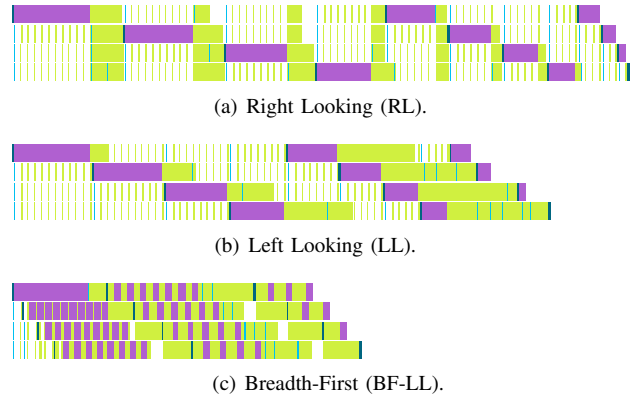 (a) Right Looking (RL).
(b) Left Looking (LL).
(c) Breadth-First (BF-LL).